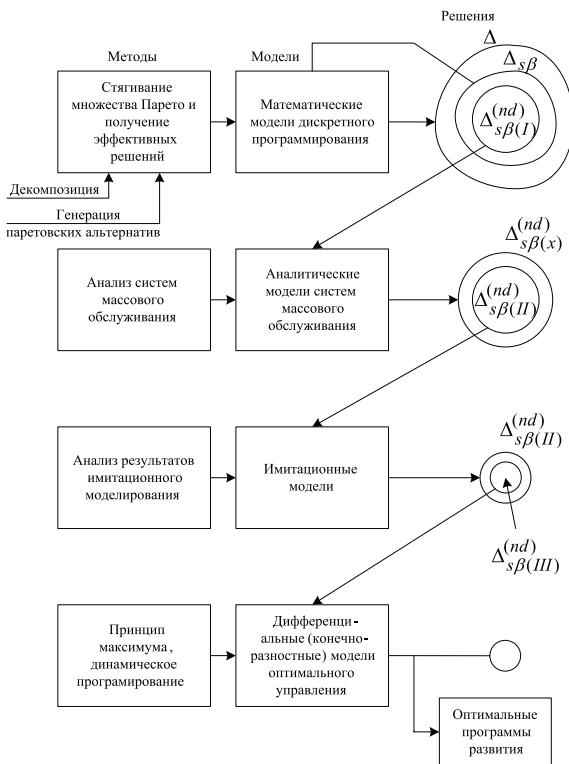 Решения
Методы
Модели
Δ
Δ_{sβ}
Стягивание
множества Парето и
получение
эффективных
решений
Математические
модели дискретного
программирования
Δ^{(nd)}_{sβ(I)}
Декомпозиция
Генерация
паретовских альтернатив
Δ^{(nd)}_{sβ(x)}
Анализ систем
массового
обслуживания
Аналитические
модели систем
массового
обслуживания
Δ^{(nd)}_{sβ(II)}
Δ^{(nd)}_{sβ(II)}
Анализ результатов
имитационного
моделирования
Имитационные
модели
Δ^{(nd)}_{sβ(III)}
Принцип
максимума,
динамическое
програмирование
Дифференци-
альные (конечно-
разностные) модели
оптимального
управления
Оптимальные
программы
развития